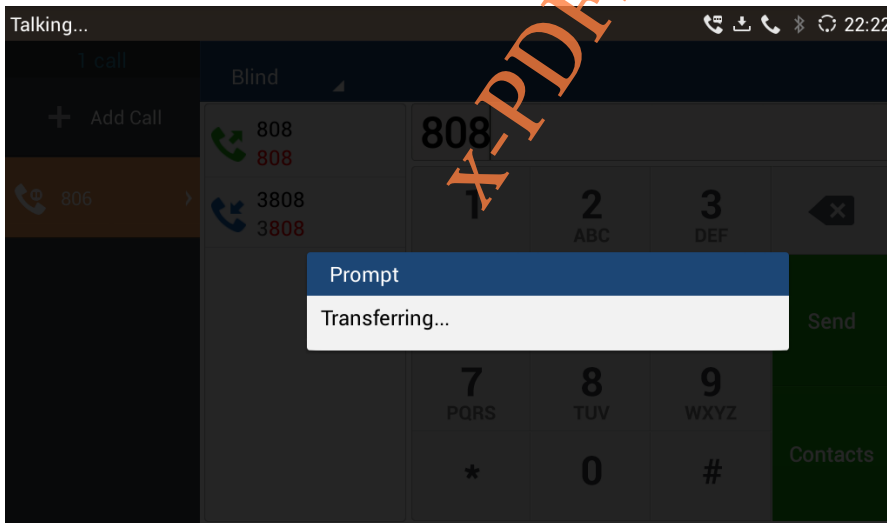 Talking...
22:22
T call
Blind
Add Call
808
808
808
806
3808
3808
1
2
ABC
3
DEF
Prompt
Transferring...
Send
7
PQRS
8
TUV
9
WXYZ
Contacts
*
0
#
x-PDF